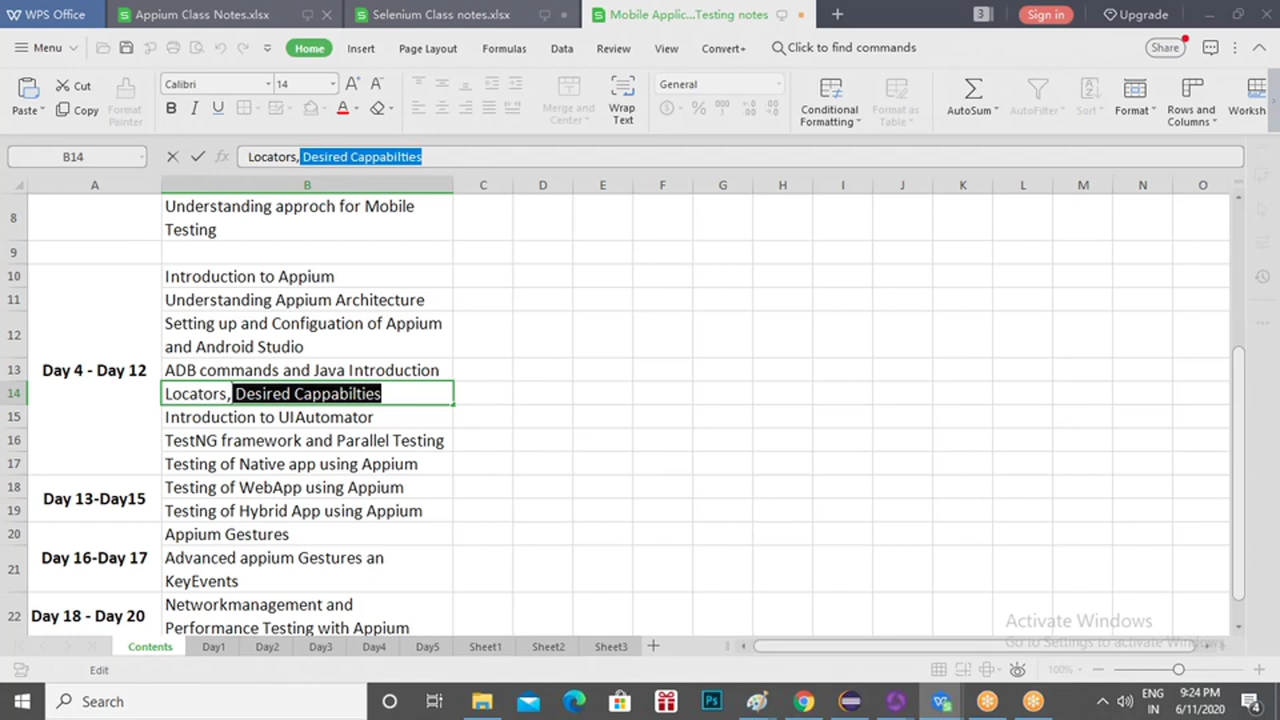 WPS Office
Appium Class Notes.xlsx
Selenium Class notes.xlsx
Mobile Applic...Testing notes
3
Sign in
Upgrade
Menu
Home
Insert
Page Layout
Formulas
Data
Review
View
Convert+
Click to find commands
Share
Paste
Cut
Copy
Format Painter
Calibri
14
Merge and Center
Wrap Text
General
Conditional Formatting
Format as Table
AutoSum
AutoFilter
Sort
Format
Rows and Columns
Worksh
B14
Locators, Desired Cappabilties
A B C D E F G H I J K L M N O
8 Understanding approch for Mobile
Testing
9
10 Introduction to Appium
11 Understanding Appium Architecture
12 Setting up and Configuation of Appium
and Android Studio
Day 4 - Day 12
13 ADB commands and Java Introduction
14 Locators, Desired Cappabilties
15 Introduction to UIAutomator
16 TestNG framework and Parallel Testing
17 Testing of Native app using Appium
Day 13-Day15
18 Testing of WebApp using Appium
19 Testing of Hybrid App using Appium
20 Appium Gestures
Day 16-Day 17
21 Advanced appium Gestures an
KeyEvents
Day 18 - Day 20
22 Networkmanagement and
Performance Testing with Appium
Activate Windows
Go to Settings to activate Windows.
Contents Day1 Day2 Day3 Day4 Day5 Sheet1 Sheet2 Sheet3
Edit
100%
Search
ENG
IN
9:24 PM
6/11/2020
4